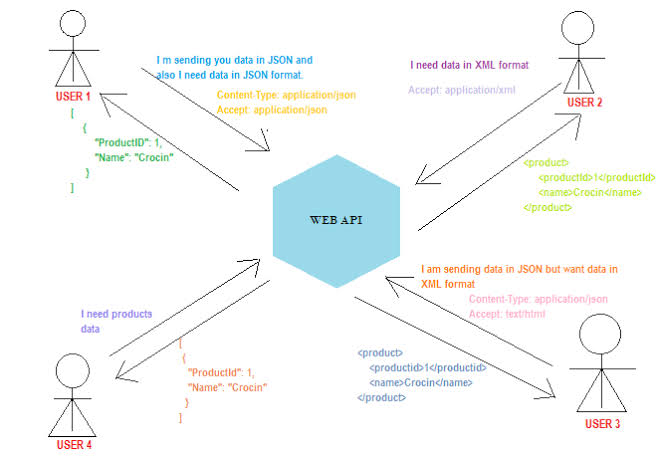 I m sending you data in JSON and
also I need data in JSON format.
Content-Type: application/json
Accept: application/json
USER 1
[
{
"ProductID": 1,
"Name": "Crocin"
}
]
I need data in XML format
Accept: application/xml
USER 2
<product>
<productId>1</productId>
<name>Crocin</name>
</product>
WEB API
I am sending data in JSON but want data in
XML format
Content-Type: application/json
Accept: text/html
<product>
<productid>1</productid>
<name>Crocin</name>
</product>
USER 3
I need products
data
[
{
"ProductId": 1,
"Name": "Crocin"
}
]
USER 4